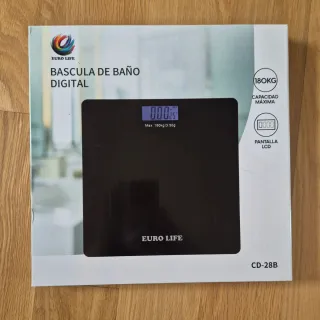 EURO LIFE
BASCULA DE BAÑO
DIGITAL
180KG
CAPACIDAD
MÁXIMA
PANTALLA
LCD
EURO LIFE
CD-28B